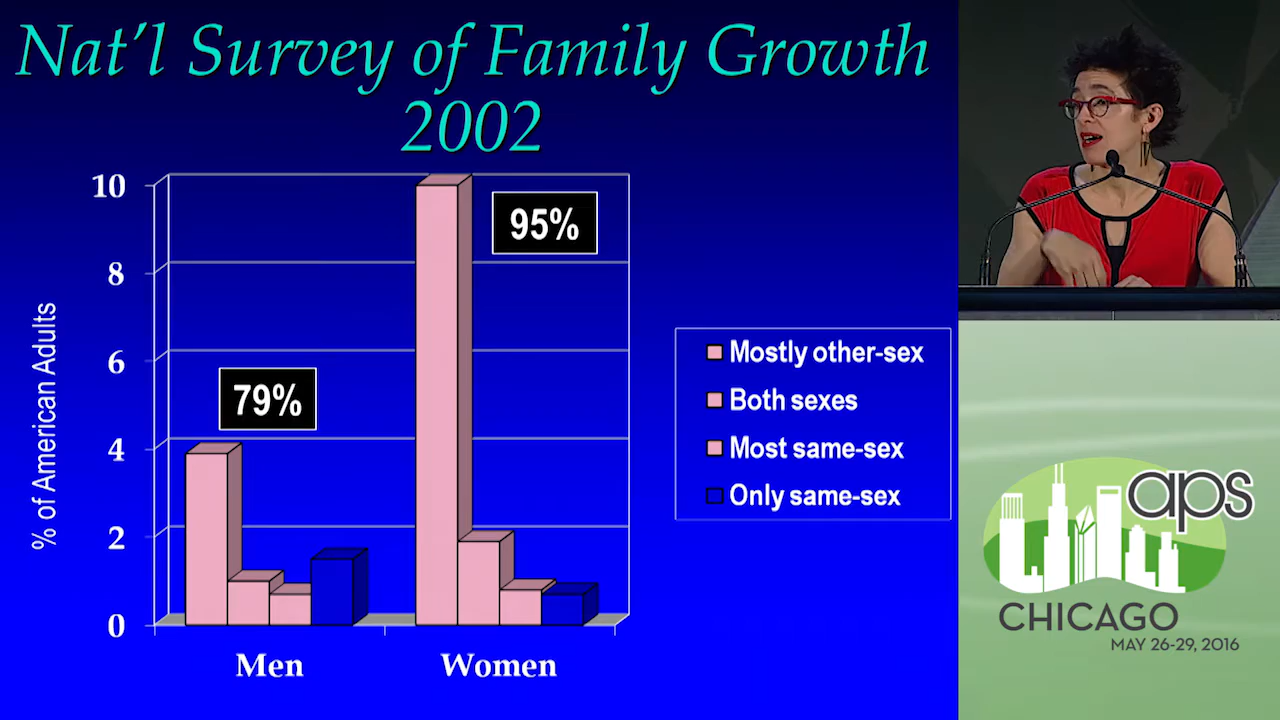 Nat'l Survey of Family Growth
2002
% of American Adults
10
8
6
4
2
0
79%
95%
Men
Women
Mostly other-sex
Both sexes
Most same-sex
Only same-sex
aps
CHICAGO
MAY 26-29, 2016